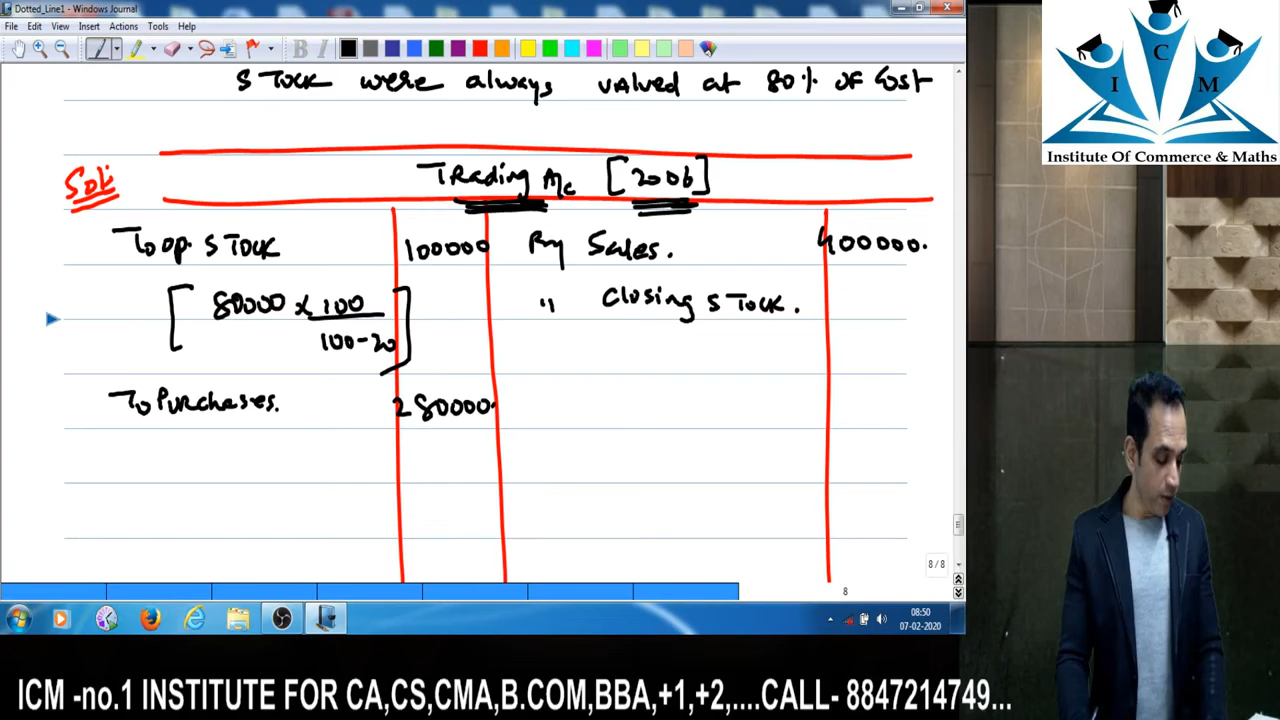 Dotted_Line1 - Windows Journal
File Edit View Insert Actions Tools Help
B I
STOCK were always valued at 80% of Cost
Sol:
Trading A/c [2006]
To op. STOCK 100000 By Sales. 400000.
[80000 x 100
100-20]
" Closing STOCK.
To Purchases. 280000.
8 / 8
8
08:50
07-02-2020
I C M
Institute Of Commerce & Maths
ICM -no.1 INSTITUTE FOR CA,CS,CMA,B.COM,BBA,+1,+2,....CALL- 8847214749...